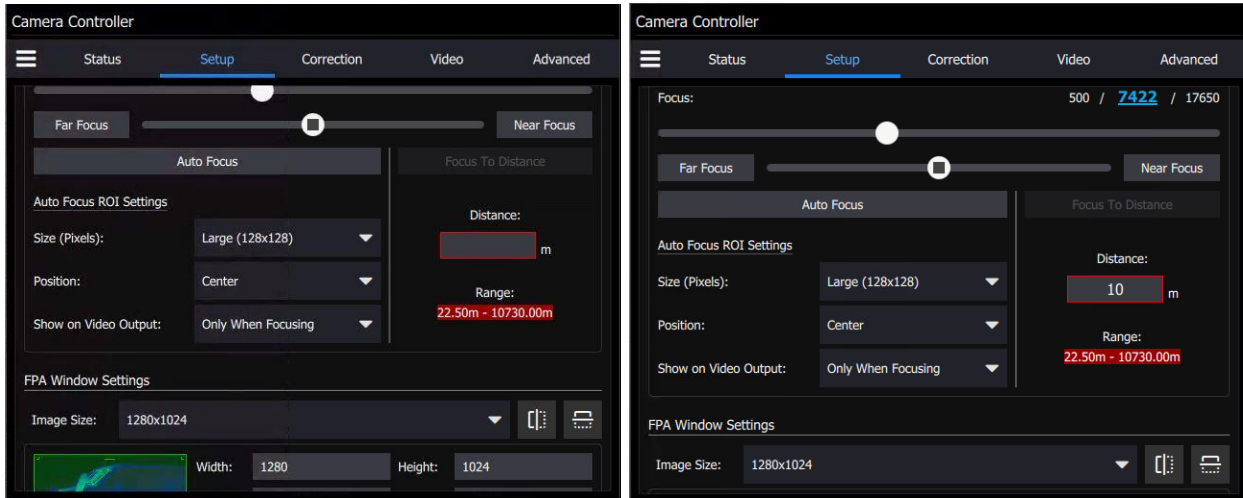 Camera Controller
Status Setup Correction Video Advanced
Far Focus Near Focus
Auto Focus Focus To Distance
Auto Focus ROI Settings
Distance:
Size (Pixels): Large (128x128)
m
Position: Center
Range:
22.50m - 10730.00m
Show on Video Output: Only When Focusing
FPA Window Settings
Image Size: 1280x1024
Width: 1280 Height: 1024
Camera Controller
Status Setup Correction Video Advanced
Focus: 500 / 7422 / 17650
Far Focus Near Focus
Auto Focus Focus To Distance
Auto Focus ROI Settings
Distance:
Size (Pixels): Large (128x128)
10 m
Position: Center
Range:
22.50m - 10730.00m
Show on Video Output: Only When Focusing
FPA Window Settings
Image Size: 1280x1024